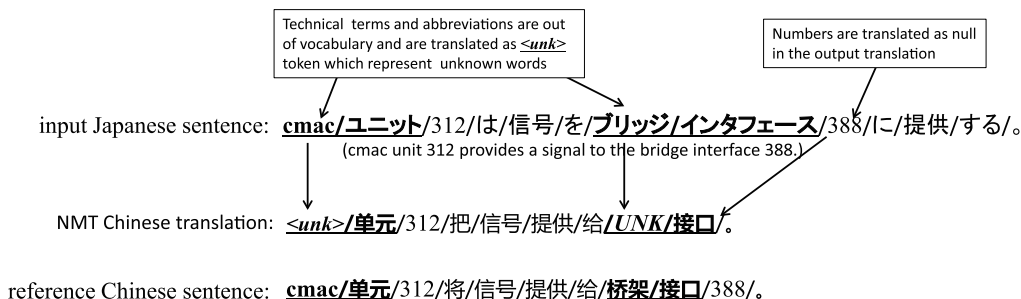 Technical terms and abbreviations are out
of vocabulary and are translated as <unk>
token which represent unknown words
Numbers are translated as null
in the output translation
input Japanese sentence: cmac/ユニット/312/は/信号/を/ブリッジ/インタフェース/388/に/提供/する/。
(cmac unit 312 provides a signal to the bridge interface 388.)
NMT Chinese translation: <unk>/单元/312/把/信号/提供/给/UNK/接口/。
reference Chinese sentence: cmac/单元/312/将/信号/提供/给/桥架/接口/388/。